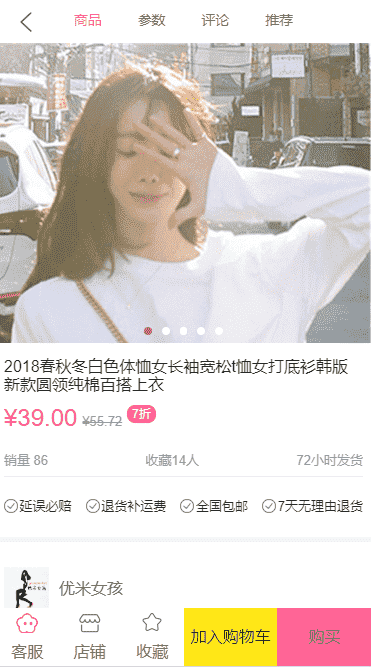 商品 参数 评论 推荐
2018春秋冬白色体恤女长袖宽松t恤女打底衫韩版
新款圆领纯棉百搭上衣
¥39.00 ¥55.72 7折
销量 86 收藏14人 72小时发货
延误必赔 退货补运费 全国包邮 7天无理由退货
优米女孩
客服 店铺 收藏 加入购物车 购买